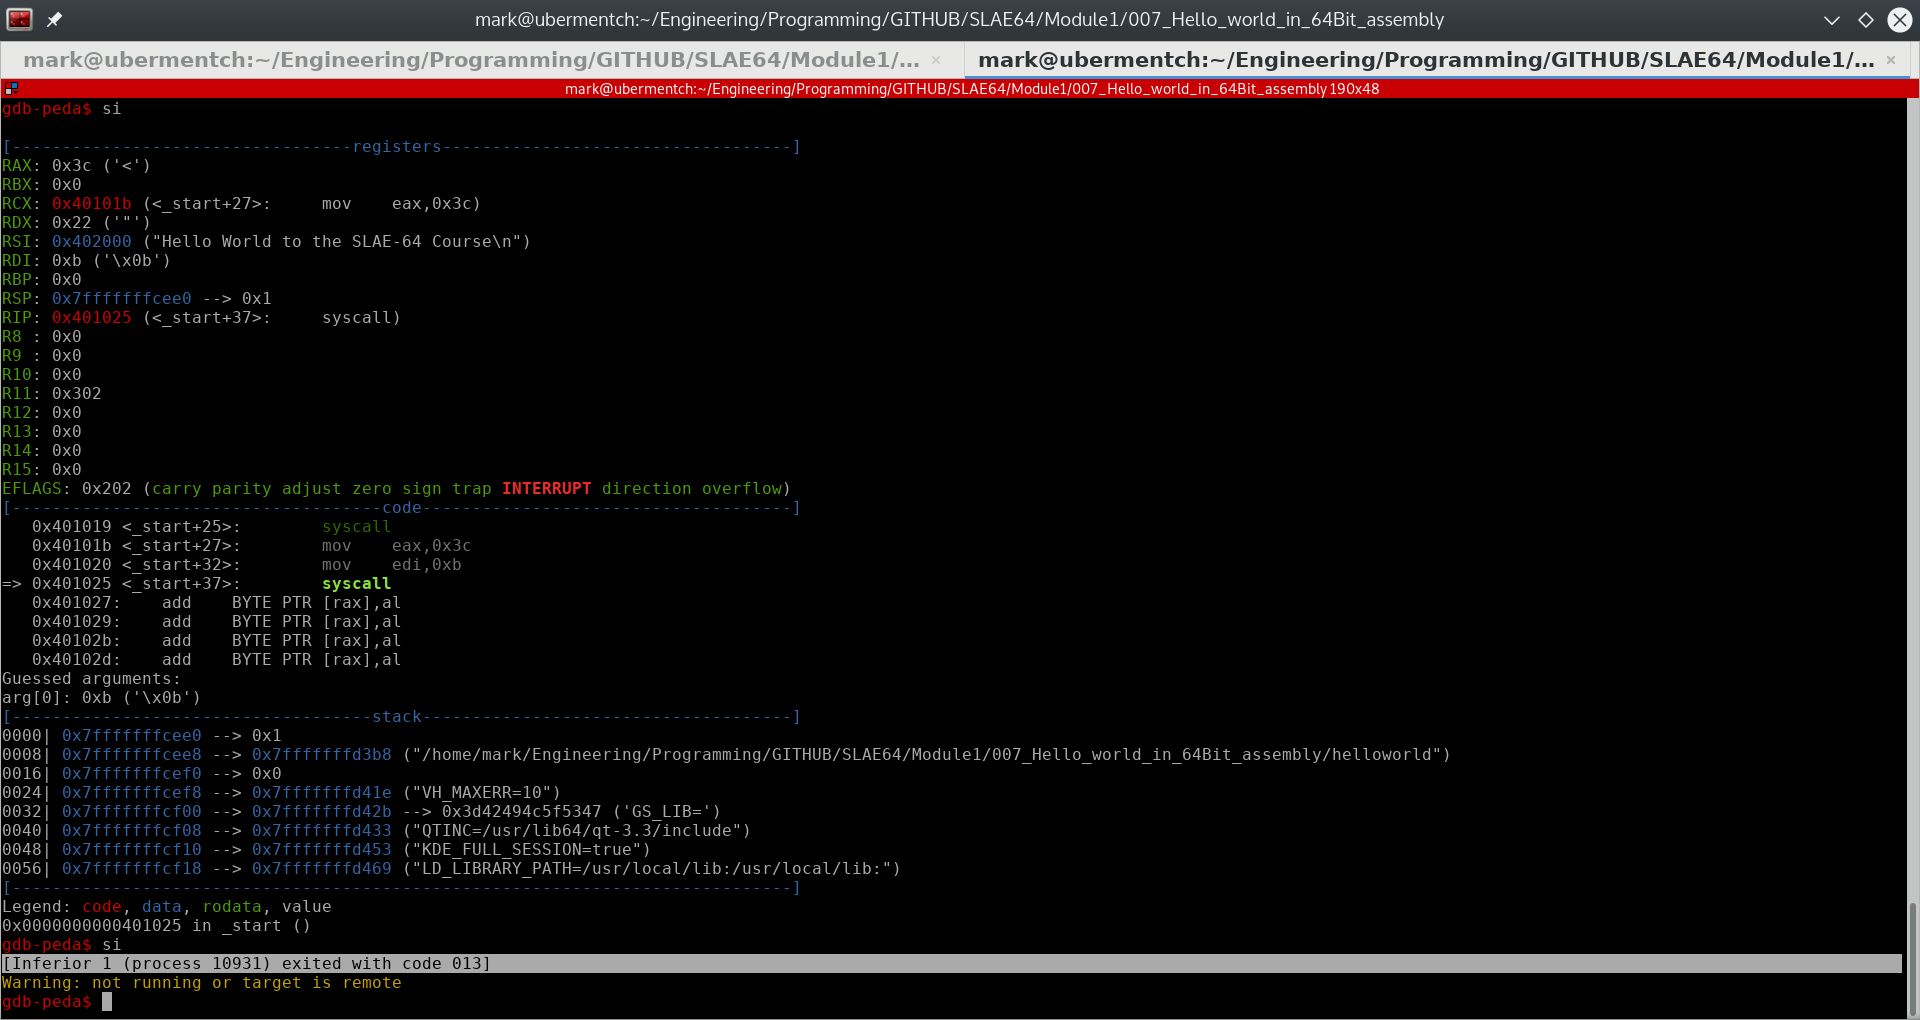 mark@ubermentch:~/Engineering/Programming/GITHUB/SLAE64/Module1/007_Hello_world_in_64Bit_assembly
mark@ubermentch:~/Engineering/Programming/GITHUB/SLAE64/Module1/... × mark@ubermentch:~/Engineering/Programming/GITHUB/SLAE64/Module1/... ×
mark@ubermentch:~/Engineering/Programming/GITHUB/SLAE64/Module1/007_Hello_world_in_64Bit_assembly 190x48
gdb-peda$ si
[----------------------------------registers-----------------------------------]
RAX: 0x3c ('<')
RBX: 0x0
RCX: 0x40101b (<_start+27>:     mov    eax,0x3c)
RDX: 0x22 ('"')
RSI: 0x402000 ("Hello World to the SLAE-64 Course\n")
RDI: 0xb ('\x0b')
RBP: 0x0
RSP: 0x7fffffffcee0 --> 0x1
RIP: 0x401025 (<_start+37>:     syscall)
R8 : 0x0
R9 : 0x0
R10: 0x0
R11: 0x302
R12: 0x0
R13: 0x0
R14: 0x0
R15: 0x0
EFLAGS: 0x202 (carry parity adjust zero sign trap INTERRUPT direction overflow)
[-------------------------------------code-------------------------------------]
   0x401019 <_start+25>:        syscall
   0x40101b <_start+27>:        mov    eax,0x3c
   0x401020 <_start+32>:        mov    edi,0xb
=> 0x401025 <_start+37>:        syscall
   0x401027:    add    BYTE PTR [rax],al
   0x401029:    add    BYTE PTR [rax],al
   0x40102b:    add    BYTE PTR [rax],al
   0x40102d:    add    BYTE PTR [rax],al
Guessed arguments:
arg[0]: 0xb ('\x0b')
[------------------------------------stack-------------------------------------]
0000| 0x7fffffffcee0 --> 0x1
0008| 0x7fffffffcee8 --> 0x7fffffffd3b8 ("/home/mark/Engineering/Programming/GITHUB/SLAE64/Module1/007_Hello_world_in_64Bit_assembly/helloworld")
0016| 0x7fffffffcef0 --> 0x0
0024| 0x7fffffffcef8 --> 0x7fffffffd41e ("VH_MAXERR=10")
0032| 0x7fffffffcf00 --> 0x7fffffffd42b --> 0x3d42494c5f5347 ('GS_LIB=')
0040| 0x7fffffffcf08 --> 0x7fffffffd433 ("QTINC=/usr/lib64/qt-3.3/include")
0048| 0x7fffffffcf10 --> 0x7fffffffd453 ("KDE_FULL_SESSION=true")
0056| 0x7fffffffcf18 --> 0x7fffffffd469 ("LD_LIBRARY_PATH=/usr/local/lib:/usr/local/lib:")
[------------------------------------------------------------------------------]
Legend: code, data, rodata, value
0x0000000000401025 in _start ()
gdb-peda$ si
[Inferior 1 (process 10931) exited with code 013]
Warning: not running or target is remote
gdb-peda$